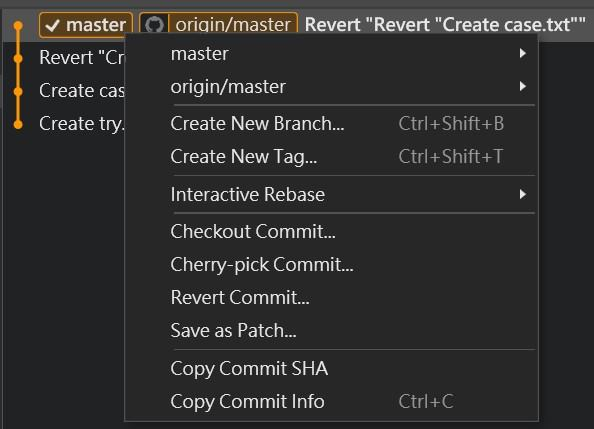 master origin/master Revert "Revert "Create case.txt""
Revert "Cr
Create cas
Create try.
master
origin/master
Create New Branch... Ctrl+Shift+B
Create New Tag... Ctrl+Shift+T
Interactive Rebase
Checkout Commit...
Cherry-pick Commit...
Revert Commit...
Save as Patch...
Copy Commit SHA
Copy Commit Info Ctrl+C